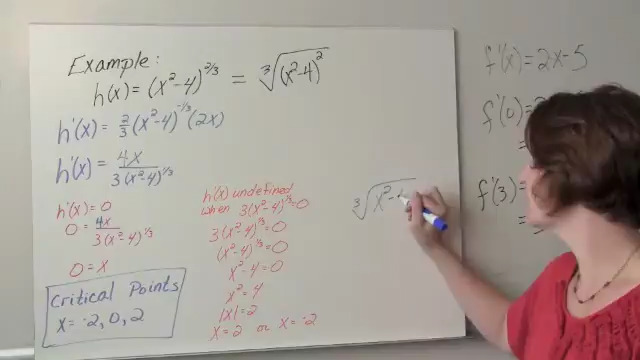 Example:
h(x) = (x²-4)^(2/3) = ∛(x²-4)²
h'(x) = 2/3 (x²-4)^(-1/3) (2x)
h'(x) = 4x / 3(x²-4)^(1/3)
h'(x) = 0
0 = 4x / 3(x²-4)^(1/3)
0 = x
Critical Points
x = -2, 0, 2
h'(x) undefined
when 3(x²-4)^(1/3) = 0
3(x²-4)^(1/3) = 0
(x²-4)^(1/3) = 0
x²-4 = 0
x² = 4
|x| = 2
x = 2 or x = -2
∛x²-4
f'(x) = 2x-5
f'(0) =
=
f'(3) =
=